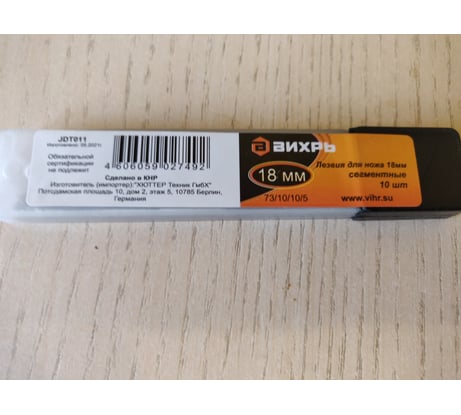 JDT011
Изготовлено: 09.2021г.
Обязательной
сертификации
не подлежит
4 606059 027492
Сделано в КНР
Изготовитель (импортер):"ХЮТТЕР Техник ГмбХ"
Потсдамская площадь 10, дом 2, этаж 5, 10785 Берлин,
Германия
ВИХРЬ
18 мм
73/10/10/5
Лезвия для ножа 18мм
сегментные
10 шт
www.vihr.su